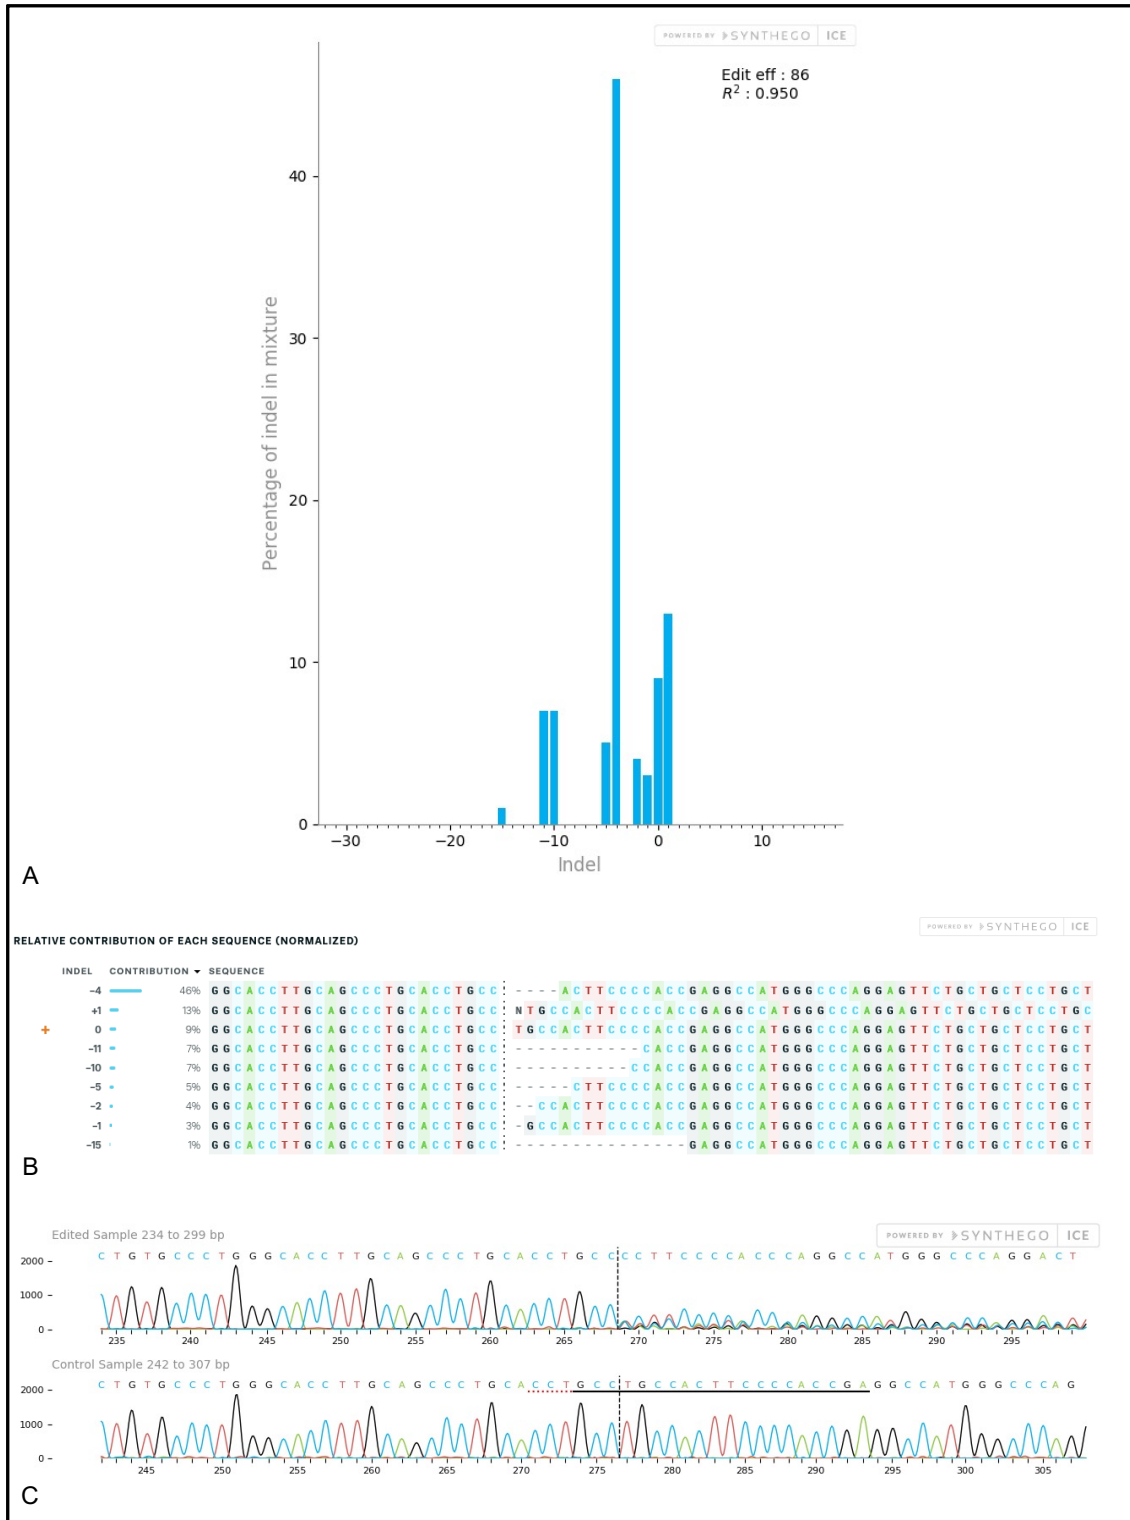 POWERED BY SYNTHEGO ICE
Edit eff : 86
R² : 0.950
40
30
20
10
0
Percentage of indel in mixture
−30 −20 −10 0 10
Indel
A
POWERED BY SYNTHEGO ICE
RELATIVE CONTRIBUTION OF EACH SEQUENCE (NORMALIZED)
INDEL CONTRIBUTION SEQUENCE
-4 46% GGCACCTTGCAGCCCTGCACCTGCC ----ACTTCCCCACCGAGGCCATGGGCCCAGGAGTTCTGCTGCTCCTGCT
+1 13% GGCACCTTGCAGCCCTGCACCTGCC NTGCCACTTCCCCACCGAGGCCATGGGCCCAGGAGTTCTGCTGCTCCTGC
+ 0 9% GGCACCTTGCAGCCCTGCACCTGCC TGCCACTTCCCCACCGAGGCCATGGGCCCAGGAGTTCTGCTGCTCCTGCT
-11 7% GGCACCTTGCAGCCCTGCACCTGCC -----------CACCGAGGCCATGGGCCCAGGAGTTCTGCTGCTCCTGCT
-10 7% GGCACCTTGCAGCCCTGCACCTGCC ----------CCACCGAGGCCATGGGCCCAGGAGTTCTGCTGCTCCTGCT
-5 5% GGCACCTTGCAGCCCTGCACCTGCC -----CTTCCCCACCGAGGCCATGGGCCCAGGAGTTCTGCTGCTCCTGCT
-2 4% GGCACCTTGCAGCCCTGCACCTGCC --CCACTTCCCCACCGAGGCCATGGGCCCAGGAGTTCTGCTGCTCCTGCT
-1 3% GGCACCTTGCAGCCCTGCACCTGCC -GCCACTTCCCCACCGAGGCCATGGGCCCAGGAGTTCTGCTGCTCCTGCT
-15 1% GGCACCTTGCAGCCCTGCACCTGCC ---------------GAGGCCATGGGCCCAGGAGTTCTGCTGCTCCTGCT
B
Edited Sample 234 to 299 bp
POWERED BY SYNTHEGO ICE
C T G T G C C C T G G G C A C C T T G C A G C C C T G C A C C T G C C C C T T C C C C A C C C A G G C C A T G G G C C C A G G A C T
2000
1000
0
235 240 245 250 255 260 265 270 275 280 285 290 295
Control Sample 242 to 307 bp
C T G T G C C C T G G G C A C C T T G C A G C C C T G C A C C T G C C T G C C A C T T C C C C A C C G A G G C C A T G G G C C C A G
2000
1000
0
245 250 255 260 265 270 275 280 285 290 295 300 305
C